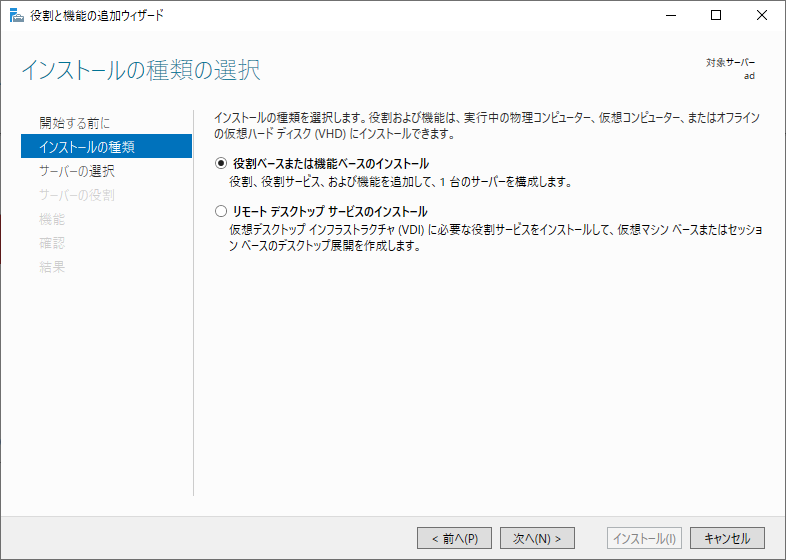 役割と機能の追加ウィザード
インストールの種類の選択
対象サーバー
ad
開始する前に
インストールの種類
サーバーの選択
サーバーの役割
機能
確認
結果
インストールの種類を選択します。役割および機能は、実行中の物理コンピューター、仮想コンピューター、またはオフライン
の仮想ハード ディスク (VHD) にインストールできます。
役割ベースまたは機能ベースのインストール
役割、役割サービス、および機能を追加して、1 台のサーバーを構成します。
リモート デスクトップ サービスのインストール
仮想デスクトップ インフラストラクチャ (VDI) に必要な役割サービスをインストールして、仮想マシン ベースまたはセッショ
ン ベースのデスクトップ展開を作成します。
< 前へ(P)
次へ(N) >
インストール(I)
キャンセル